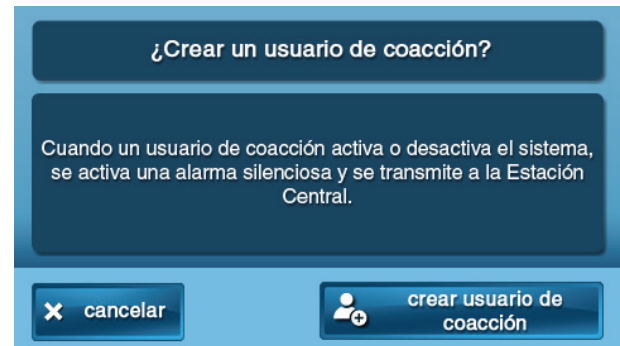 ¿Crear un usuario de coacción?
Cuando un usuario de coacción activa o desactiva el sistema,
se activa una alarma silenciosa y se transmite a la Estación
Central.
cancelar
crear usuario de
coacción